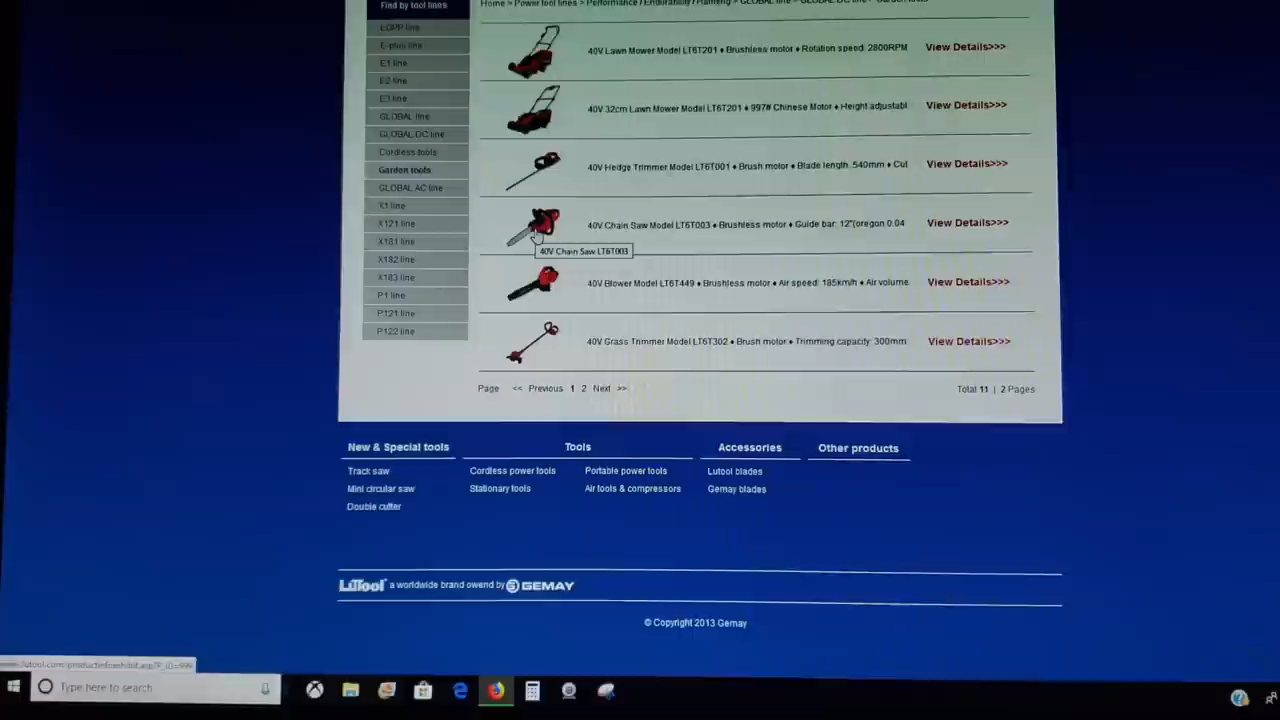 Find by tool lines
Home > Power tool lines > Performance / Endurability / Planning > GLOBAL line > GLOBAL DC line >
EOPP line
E-plus line
E1 line
E2 line
E3 line
GLOBAL line
GLOBAL DC line
Cordless tools
Garden tools
GLOBAL AC line
X1 line
X121 line
X181 line
X182 line
X183 line
P1 line
P121 line
P122 line
40V Lawn Mower Model LT6T201 ♦ Brushless motor ♦ Rotation speed: 2800RPM View Details>>>
40V 32cm Lawn Mower Model LT6T201 ♦ 997# Chinese Motor ♦ Height adjustabl View Details>>>
40V Hedge Trimmer Model LT6T001 ♦ Brush motor ♦ Blade length: 540mm ♦ Cut View Details>>>
40V Chain Saw Model LT6T003 ♦ Brushless motor ♦ Guide bar: 12"(oregon 0.04 View Details>>>
40V Chain Saw LT6T003
40V Blower Model LT6T449 ♦ Brushless motor ♦ Air speed: 185km/h ♦ Air volume View Details>>>
40V Grass Trimmer Model LT6T302 ♦ Brush motor ♦ Trimming capacity: 300mm View Details>>>
Page << Previous 1 2 Next >> Total 11 | 2 Pages
New & Special tools Tools Accessories Other products
Track saw Cordless power tools Portable power tools Lutool blades
Mini circular saw Stationary tools Air tools & compressors Gemay blades
Double cutter
LuTool a worldwide brand owend by GEMAY
© Copyright 2013 Gemay
Type here to search